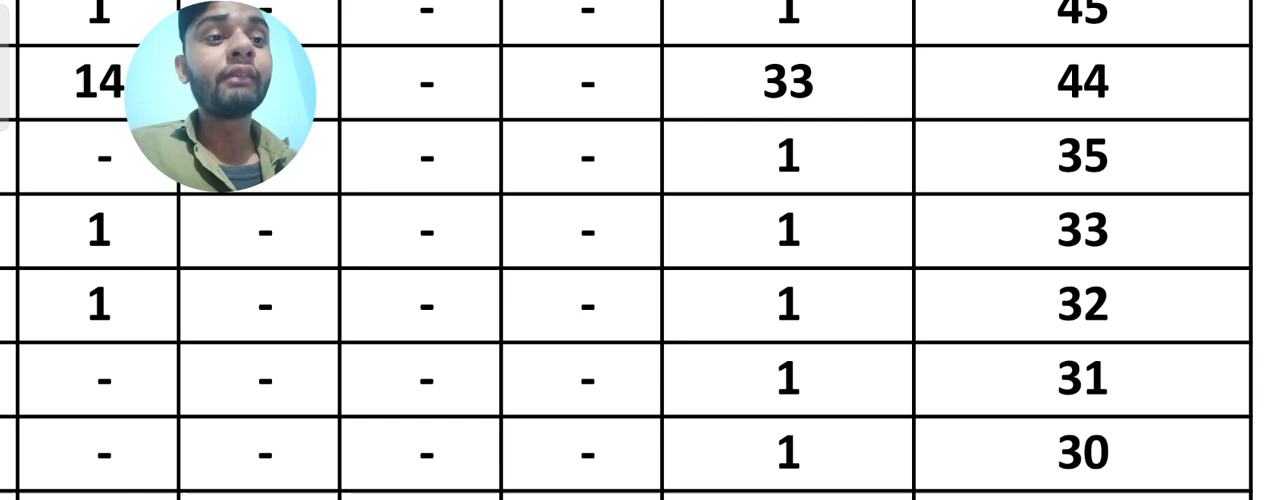 1 - - - 1 45
14 - - 33 44
- - - 1 35
1 - - - 1 33
1 - - - 1 32
- - - - 1 31
- - - - 1 30